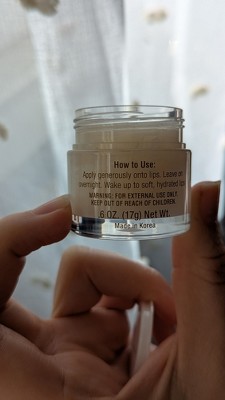 How to Use:
Apply generously onto lips. Leave on
overnight. Wake up to soft, hydrated lips
WARNING: FOR EXTERNAL USE ONLY.
KEEP OUT OF REACH OF CHILDREN.
.6 OZ. (17g) Net Wt.
Made in Korea